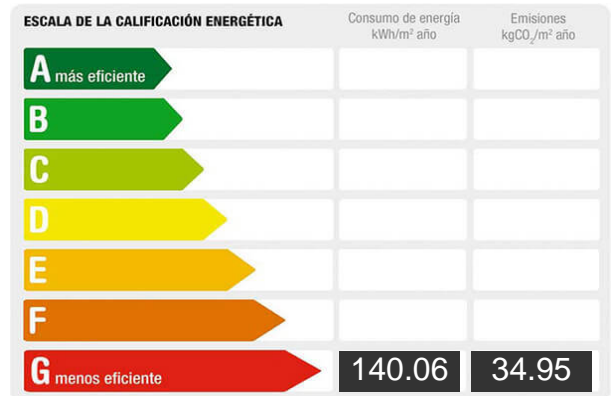 ESCALA DE LA CALIFICACIÓN ENERGÉTICA
Consumo de energía
kWh/m² año
Emisiones
kgCO₂/m² año
A más eficiente
B
C
D
E
F
G menos eficiente
140.06
34.95